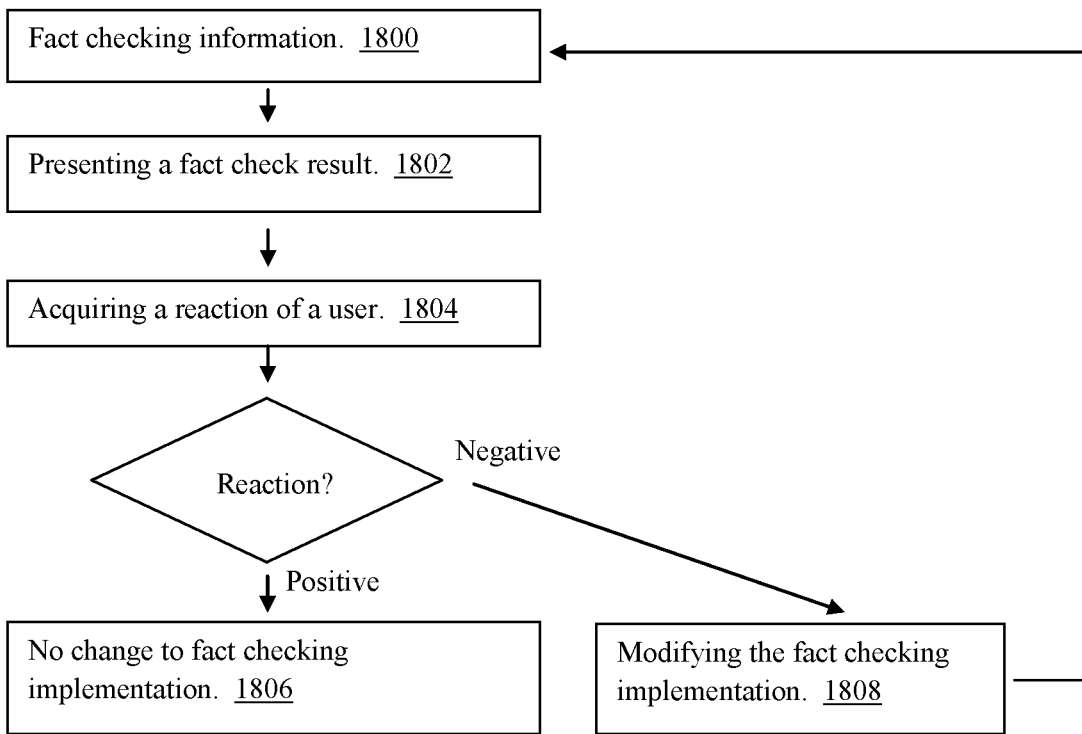 Fact checking information. 1800
Presenting a fact check result. 1802
Acquiring a reaction of a user. 1804
Negative
Reaction?
Positive
No change to fact checking
implementation. 1806
Modifying the fact checking
implementation. 1808